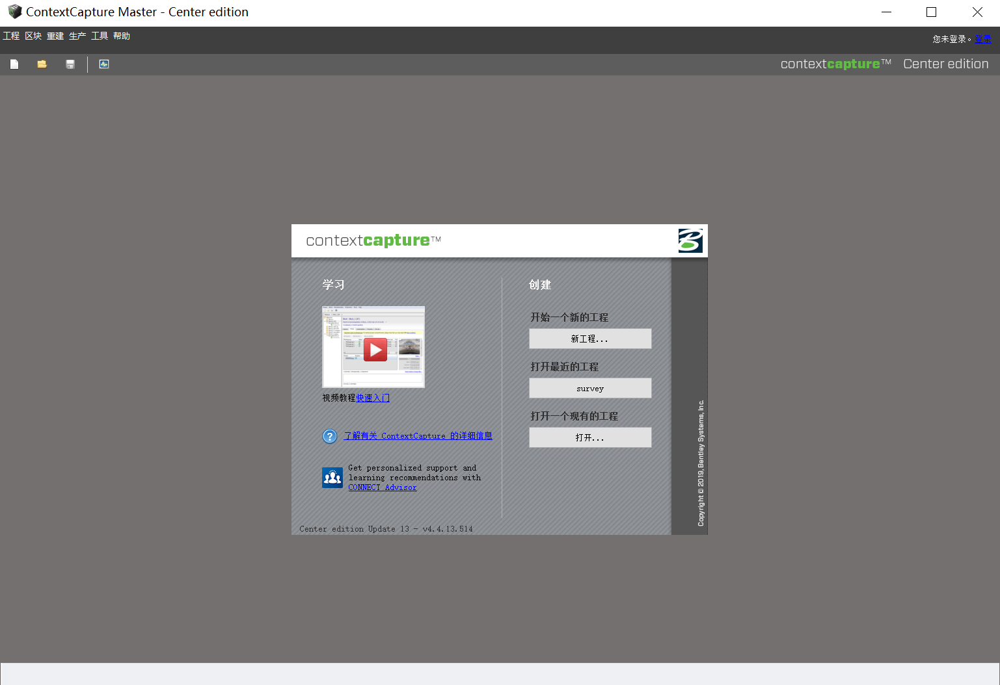 ContextCapture Master - Center edition
工程 区块 重建 生产 工具 帮助
您未登录。登录
contextcapture™ Center edition
contextcapture™
学习
视频教程快速入门
了解有关 ContextCapture 的详细信息
Get personalized support and
learning recommendations with
CONNECT Advisor
Center edition Update 13 - v4.4.13.514
创建
开始一个新的工程
新工程...
打开最近的工程
survey
打开一个现有的工程
打开...
Copyright © 2019, Bentley Systems, Inc.